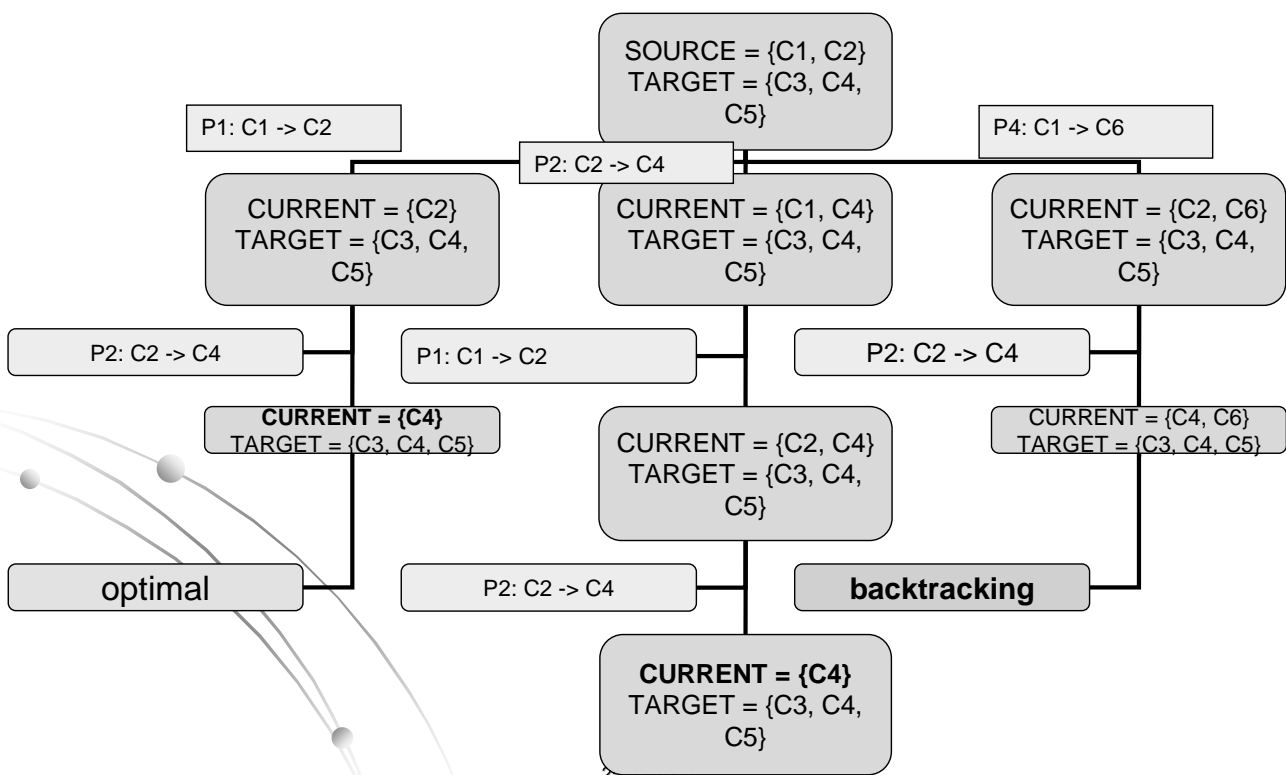 SOURCE = {C1, C2}
TARGET = {C3, C4,
C5}
P1: C1 -> C2
P2: C2 -> C4
P4: C1 -> C6
CURRENT = {C2}
TARGET = {C3, C4,
C5}
CURRENT = {C1, C4}
TARGET = {C3, C4,
C5}
CURRENT = {C2, C6}
TARGET = {C3, C4,
C5}
P2: C2 -> C4
P1: C1 -> C2
P2: C2 -> C4
CURRENT = {C4}
TARGET = {C3, C4, C5}
CURRENT = {C2, C4}
TARGET = {C3, C4,
C5}
CURRENT = {C4, C6}
TARGET = {C3, C4, C5}
optimal
P2: C2 -> C4
backtracking
CURRENT = {C4}
TARGET = {C3, C4,
C5}